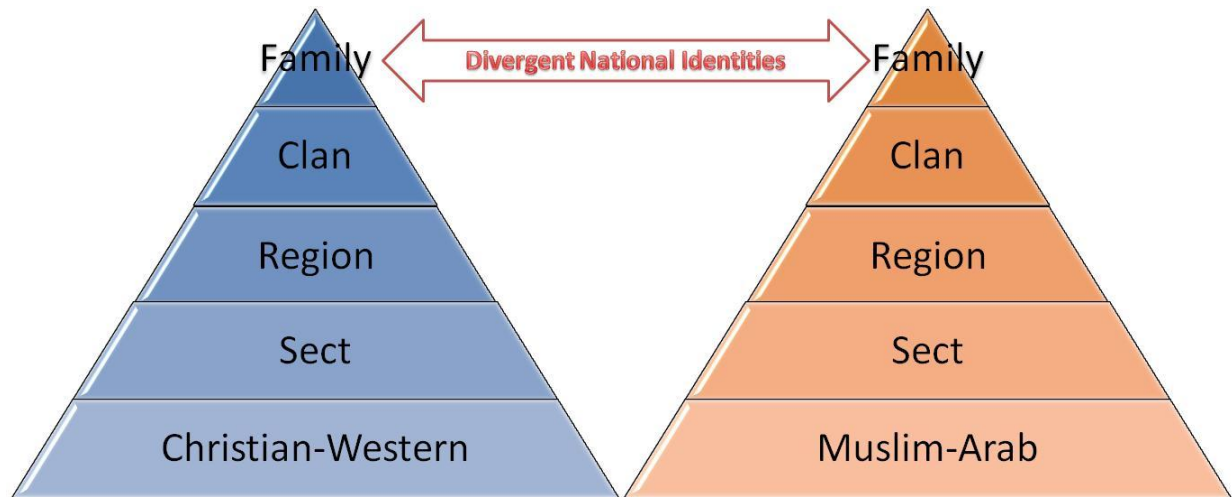 Family
Divergent National Identities
Family
Clan
Clan
Region
Region
Sect
Sect
Christian-Western
Muslim-Arab